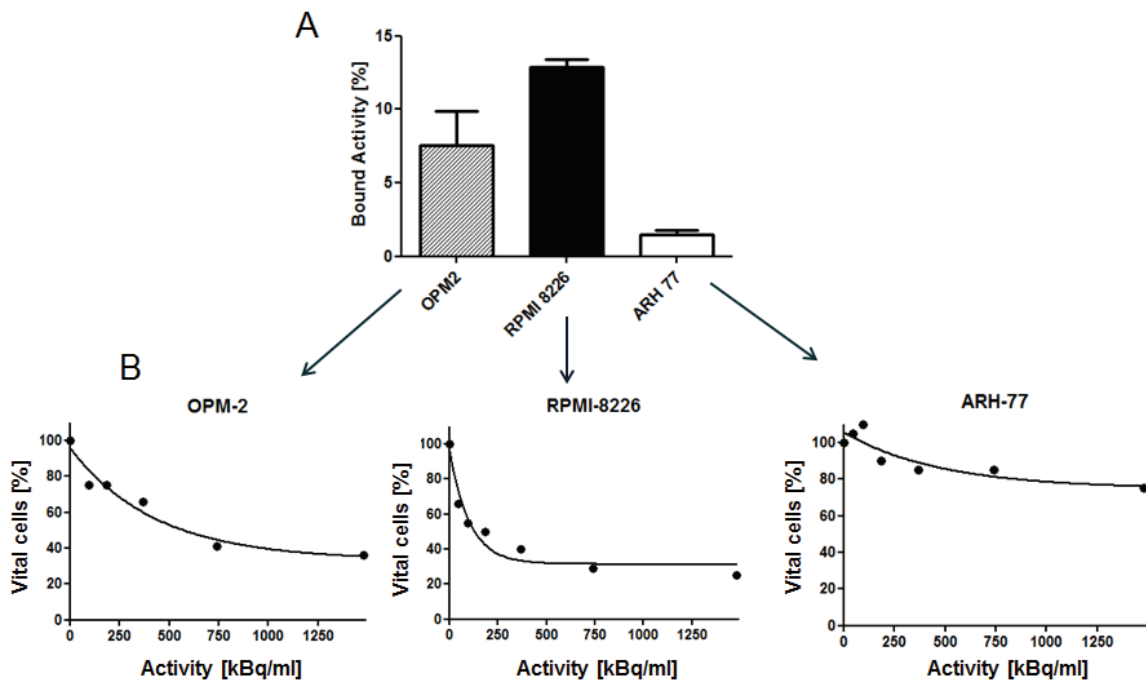 A
Bound Activity [%]
15
10
5
0
OPM2
RPMI 8226
ARH 77
B
OPM-2
Vital cells [%]
100
80
60
40
20
0
0 250 500 750 1000 1250
Activity [kBq/ml]
RPMI-8226
Vital cells [%]
100
80
60
40
20
0
0 250 500 750 1000 1250
Activity [kBq/ml]
ARH-77
Vital cells [%]
100
80
60
40
20
0
0 250 500 750 1000 1250
Activity [kBq/ml]